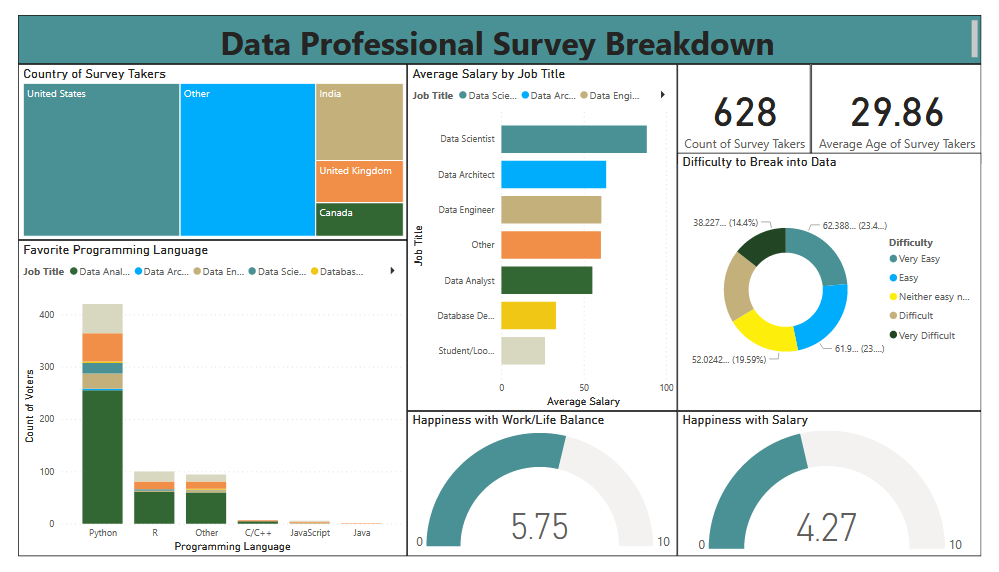 Data Professional Survey Breakdown
Country of Survey Takers
United States
Other
India
United Kingdom
Canada
Favorite Programming Language
Job Title Data Anal... Data Arc... Data En... Data Scie... Databas...
Count of Voters
400
300
200
100
0
Python R Other C/C++ JavaScript Java
Programming Language
Average Salary by Job Title
Job Title Data Scie... Data Arc... Data Engi...
Job Title
Data Scientist
Data Architect
Data Engineer
Other
Data Analyst
Database De...
Student/Loo...
0 50 100
Average Salary
628
Count of Survey Takers
29.86
Average Age of Survey Takers
Difficulty to Break into Data
38.227... (14.4%)
62.388... (23.4...)
52.0242... (19.59%)
61.9... (23....)
Difficulty
Very Easy
Easy
Neither easy n...
Difficult
Very Difficult
Happiness with Work/Life Balance
5.75
0 10
Happiness with Salary
4.27
0 10